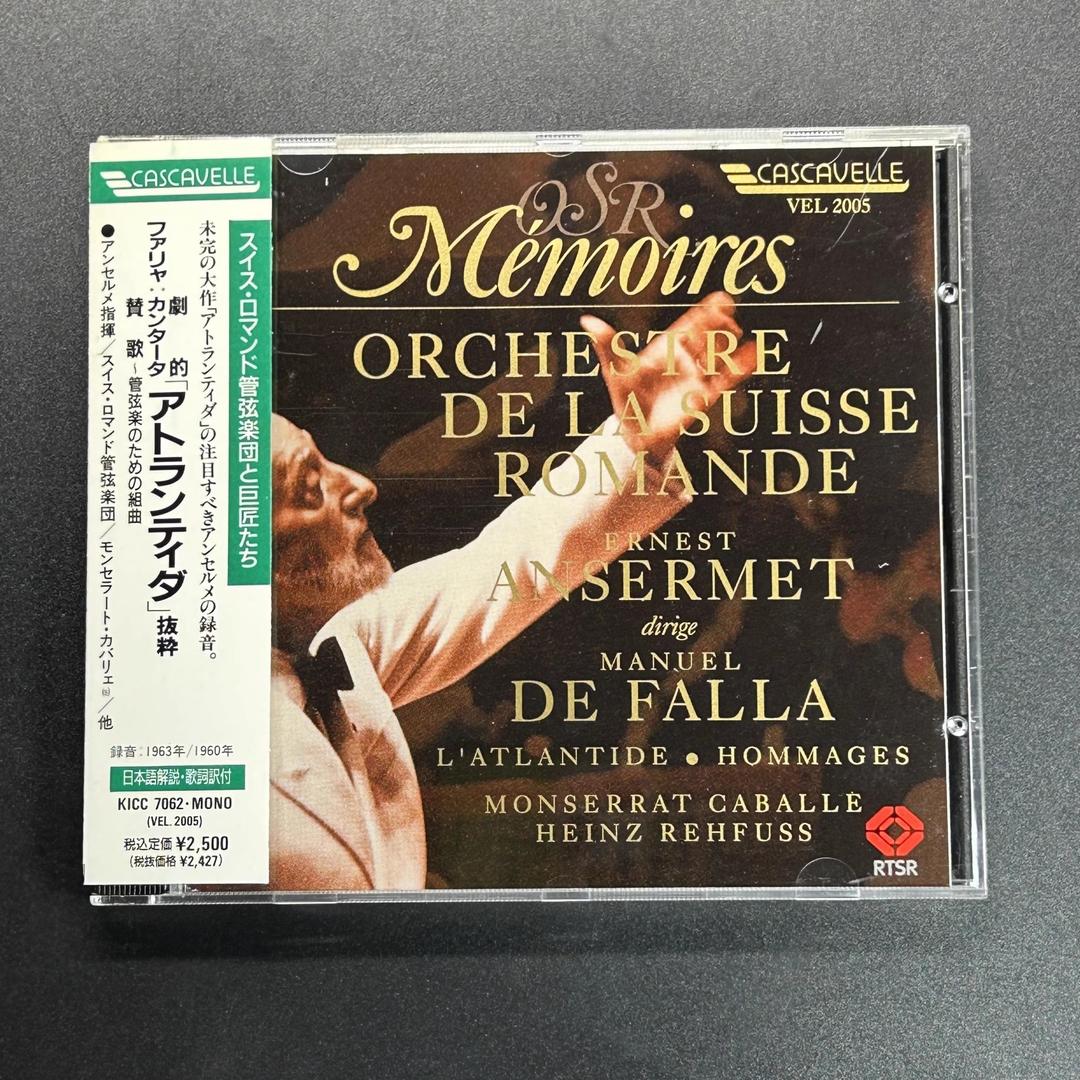 CASCAVELLE
スイス・ロマンド管弦楽団と巨匠たち
未完の大作「アトランティダ」の注目すべきアンセルメの録音。
ファリャ:劇的カンタータ「アトランティダ」抜粋
賛歌~管弦楽のための組曲
●アンセルメ指揮/スイス・ロマンド管弦楽団/モンセラート・カバリェ(S)/他
録音:1963年/1960年
日本語解説・歌詞訳付
KICC 7062・MONO
(VEL. 2005)
税込定価 ¥2,500
(税抜価格 ¥2,427)
CASCAVELLE
VEL 2005
OSR
Mémoires
ORCHESTRE
DE LA SUISSE
ROMANDE
ERNEST
ANSERMET
dirige
MANUEL
DE FALLA
L'ATLANTIDE ● HOMMAGES
MONSERRAT CABALLÈ
HEINZ REHFUSS
RTSR